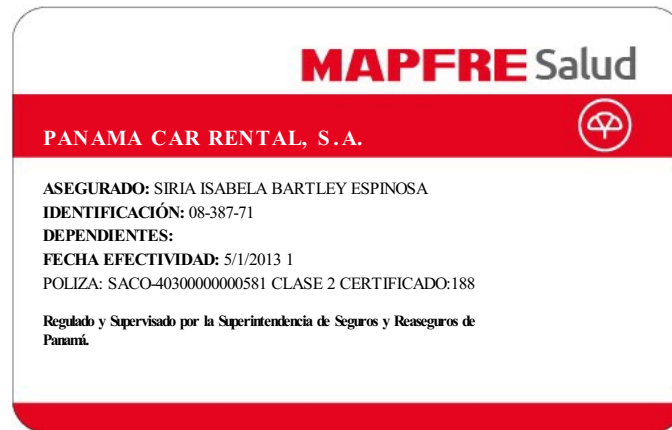 MAPFRE Salud
PANAMA CAR RENTAL, S.A.
ASEGURADO: SIRIA ISABELA BARTLEY ESPINOSA
IDENTIFICACIÓN: 08-387-71
DEPENDIENTES:
FECHA EFECTIVIDAD: 5/1/2013 1
POLIZA: SACO-40300000000581 CLASE 2 CERTIFICADO:188
Regulado y Supervisado por la Superintendencia de Seguros y Reaseguros de
Panamá.